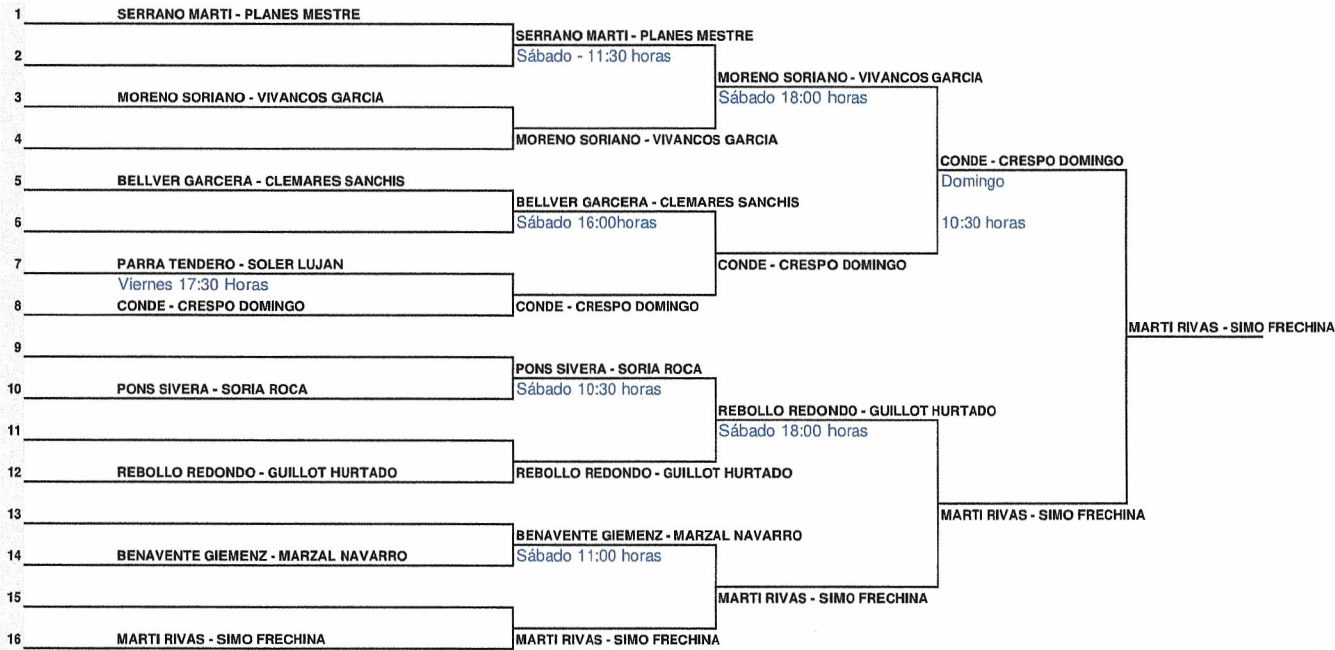 1 SERRANO MARTI - PLANES MESTRE
SERRANO MARTI - PLANES MESTRE
2
Sábado - 11:30 horas
MORENO SORIANO - VIVANCOS GARCIA
3 MORENO SORIANO - VIVANCOS GARCIA
Sábado 18:00 horas
4
MORENO SORIANO - VIVANCOS GARCIA
CONDE - CRESPO DOMINGO
5 BELLVER GARCERA - CLEMARES SANCHIS
Domingo
BELLVER GARCERA - CLEMARES SANCHIS
6
Sábado 16:00horas
10:30 horas
7 PARRA TENDERO - SOLER LUJAN
CONDE - CRESPO DOMINGO
Viernes 17:30 Horas
8 CONDE - CRESPO DOMINGO
CONDE - CRESPO DOMINGO
MARTI RIVAS - SIMO FRECHINA
9
PONS SIVERA - SORIA ROCA
10 PONS SIVERA - SORIA ROCA
Sábado 10:30 horas
REBOLLO REDONDO - GUILLOT HURTADO
11
Sábado 18:00 horas
12 REBOLLO REDONDO - GUILLOT HURTADO
REBOLLO REDONDO - GUILLOT HURTADO
13
MARTI RIVAS - SIMO FRECHINA
BENAVENTE GIEMENZ - MARZAL NAVARRO
14 BENAVENTE GIEMENZ - MARZAL NAVARRO
Sábado 11:00 horas
15
MARTI RIVAS - SIMO FRECHINA
16 MARTI RIVAS - SIMO FRECHINA
MARTI RIVAS - SIMO FRECHINA